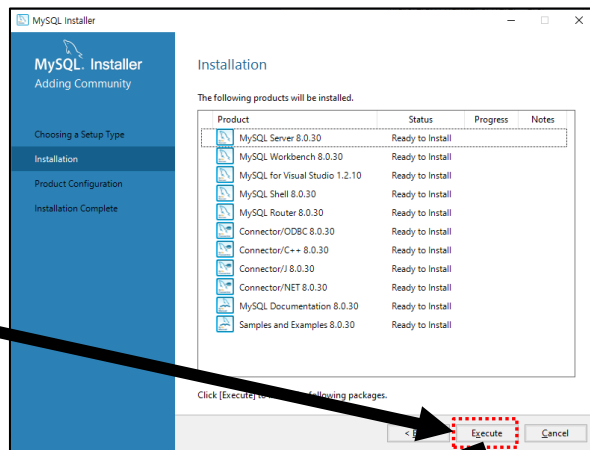 MySQL Installer
MySQL. Installer
Adding Community
Choosing a Setup Type
Installation
Product Configuration
Installation Complete
Installation
The following products will be installed.
Product Status Progress Notes
MySQL Server 8.0.30 Ready to Install
MySQL Workbench 8.0.30 Ready to Install
MySQL for Visual Studio 1.2.10 Ready to Install
MySQL Shell 8.0.30 Ready to Install
MySQL Router 8.0.30 Ready to Install
Connector/ODBC 8.0.30 Ready to Install
Connector/C++ 8.0.30 Ready to Install
Connector/J 8.0.30 Ready to Install
Connector/NET 8.0.30 Ready to Install
MySQL Documentation 8.0.30 Ready to Install
Samples and Examples 8.0.30 Ready to Install
Click [Execute] to following packages.
< Execute Cancel